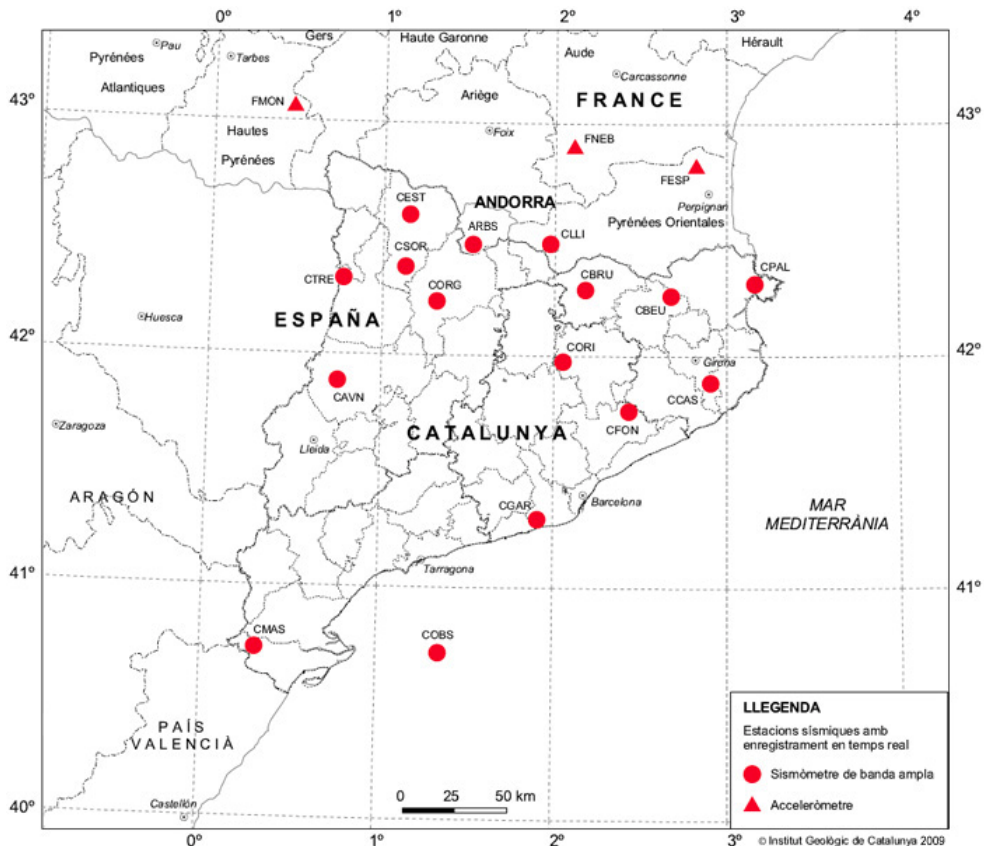 0º
1º
2º
3º
4º
Gers
Haute Garonne
Aude
Hérault
Pau
Pyrénées
Atlantiques
Tarbes
Carcassonne
43º
FMON
Ariège
FRANCE
43º
Hautes
Pyrénées
Foix
FNEB
FESP
CEST
ANDORRA
Perpignan
ARBS
CLLI
Pyrénées Orientales
CSOR
CTRE
CORG
CBRU
CPAL
CBEU
Huesca
ESPAÑA
42º
42º
CORI
Girona
CAVN
CCAS
CFON
Zaragoza
Lleida
CATALUNYA
ARAGÓN
CGAR
Barcelona
MAR
MEDITERRÀNIA
Tarragona
41º
41º
CMAS
COBS
PAÍS
VALENCIÀ
LLEGENDA
Estacions sísmiques amb
enregistrament en temps real
Sismòmetre de banda ampla
Acceleròmetre
Castellón
40º
40º
0 25 50 km
0º
1º
2º
3º
© Institut Geològic de Catalunya 2009